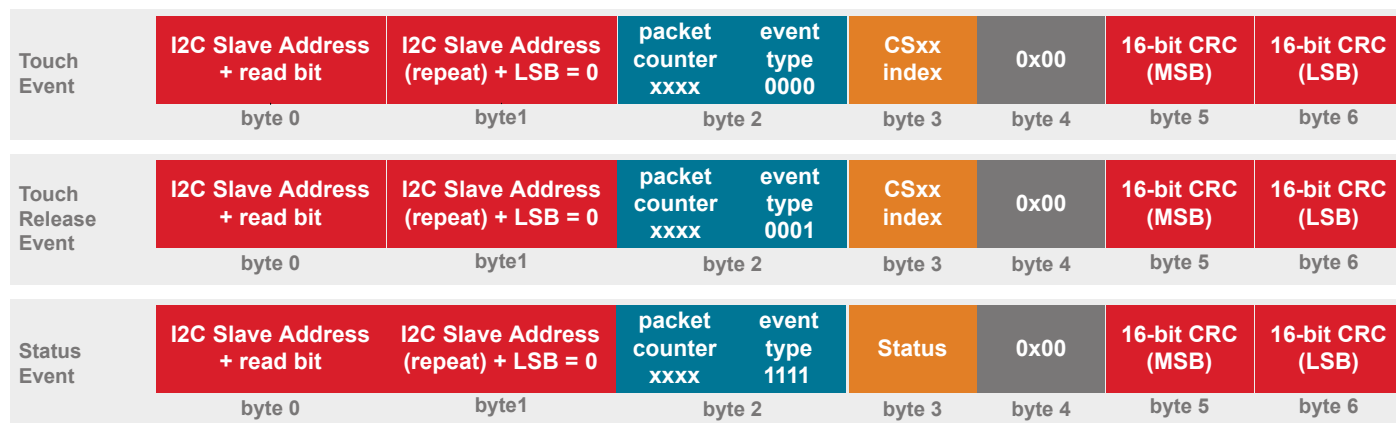 Touch
Event
I2C Slave Address
+ read bit
I2C Slave Address
(repeat) + LSB = 0
packet
counter
xxxx
event
type
0000
CSxx
index
0x00
16-bit CRC
(MSB)
16-bit CRC
(LSB)
byte 0
byte1
byte 2
byte 3
byte 4
byte 5
byte 6
Touch
Release
Event
I2C Slave Address
+ read bit
I2C Slave Address
(repeat) + LSB = 0
packet
counter
xxxx
event
type
0001
CSxx
index
0x00
16-bit CRC
(MSB)
16-bit CRC
(LSB)
byte 0
byte1
byte 2
byte 3
byte 4
byte 5
byte 6
Status
Event
I2C Slave Address
+ read bit
I2C Slave Address
(repeat) + LSB = 0
packet
counter
xxxx
event
type
1111
Status
0x00
16-bit CRC
(MSB)
16-bit CRC
(LSB)
byte 0
byte1
byte 2
byte 3
byte 4
byte 5
byte 6